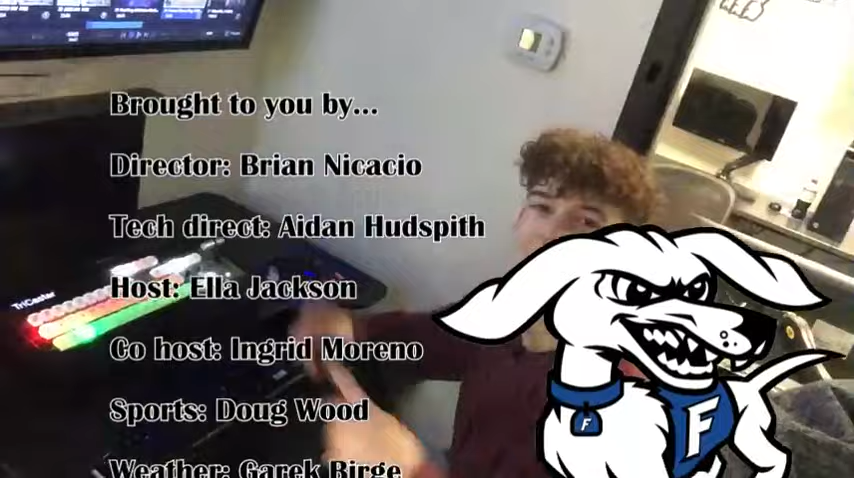 Brought to you by...
Director: Brian Nicacio
Tech direct: Aidan Hudspith
Host: Ella Jackson
Co host: Ingrid Moreno
Sports: Doug Wood
Weather: Garek Birge
TriCaster
F
F